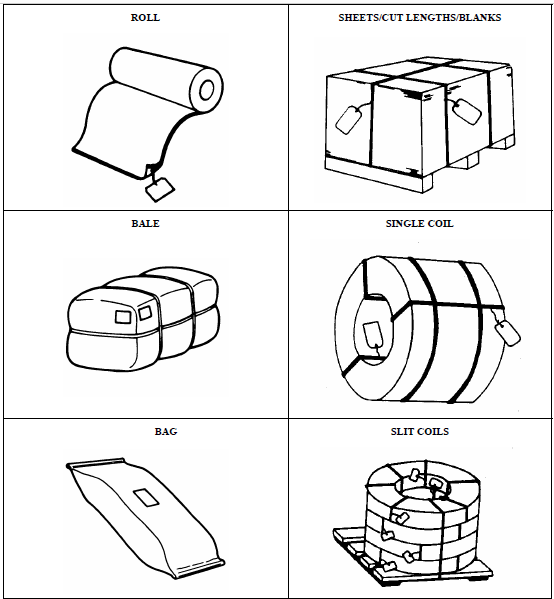 ROLL
SHEETS/CUT LENGTHS/BLANKS
BALE
SINGLE COIL
BAG
SLIT COILS